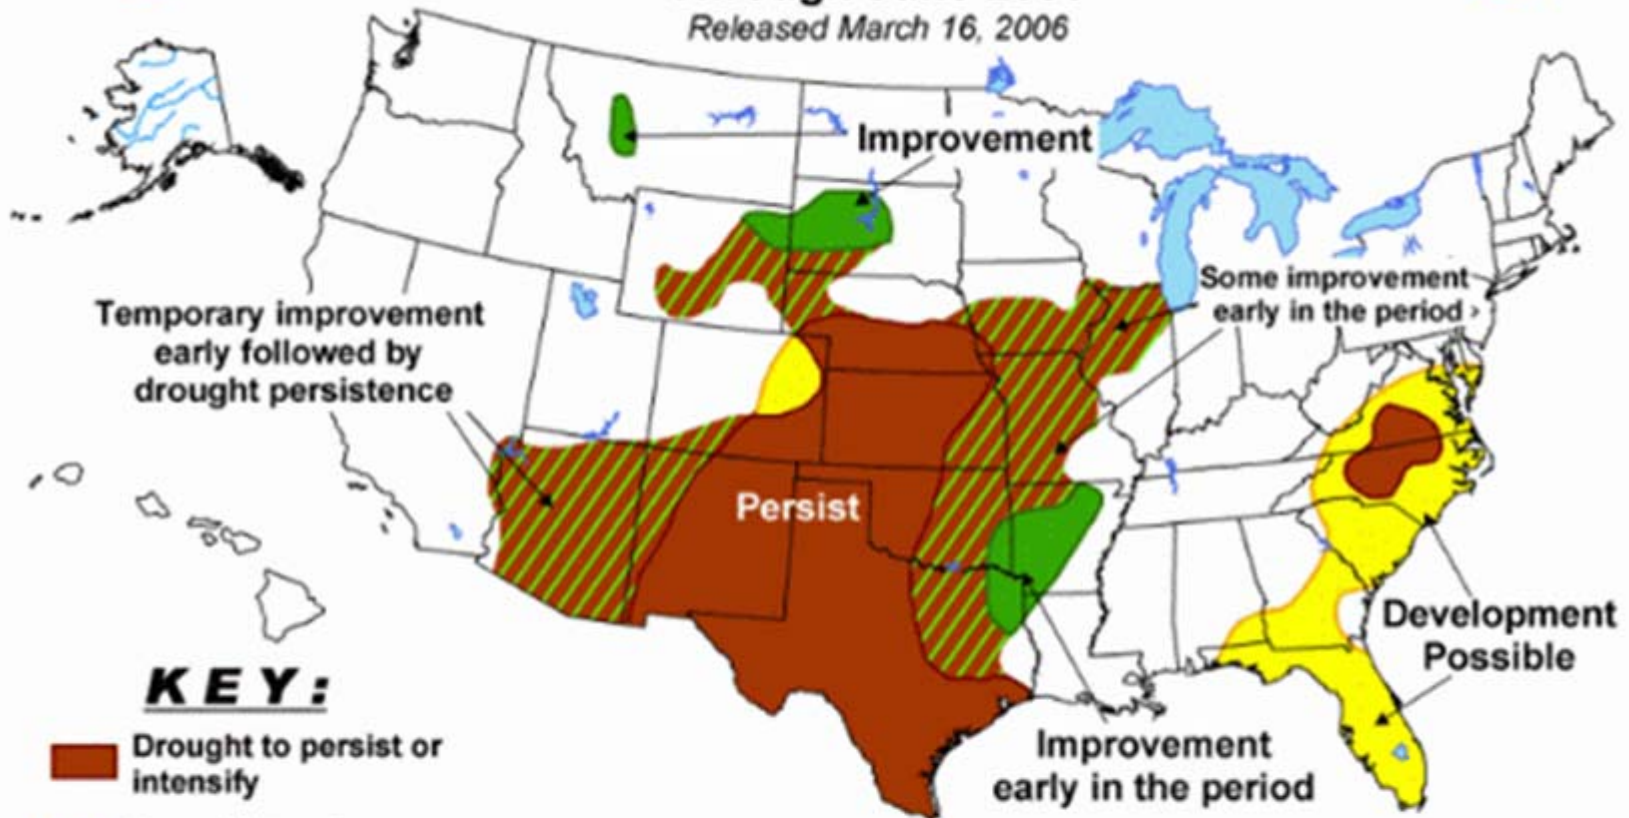 Released March 16, 2006
Improvement
Some improvement
early in the period
Temporary improvement
early followed by
drought persistence
Persist
Development
Possible
KEY:
Drought to persist or
intensify
Improvement
early in the period